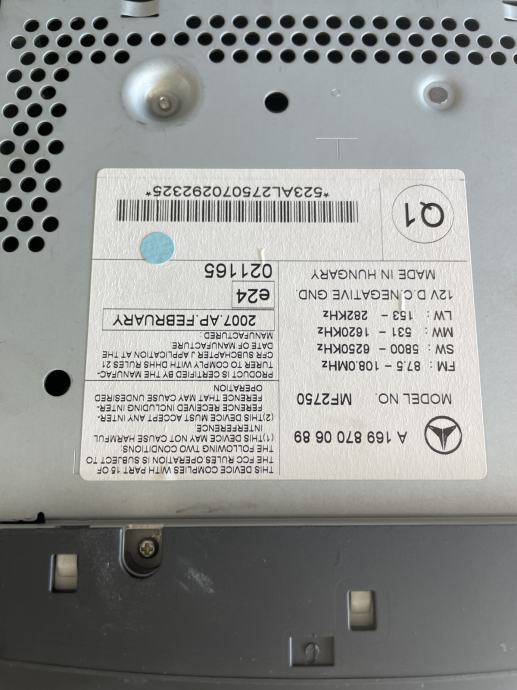 A 169 870 06 89
MODEL NO. MF2750
FM : 87.5 - 108.0MHz
SW : 5800 - 6250KHz
MW : 531 - 1620KHz
LW : 153 - 282KHz
12V D.C.NEGATIVE GND
MADE IN HUNGARY
THIS DEVICE COMPLIES WITH PART 15 OF
THE FCC RULES OPERATION IS SUBJECT TO
THE FOLLOWING TWO CONDITIONS:
(1)THIS DEVICE MAY NOT CAUSE HARMFUL
INTERFERENCE
(2)THIS DEVICE MUST ACCEPT ANY INTER-
FERENCE RECEIVED INCLUDING INTER-
FERENCE THAT MAY CAUSE UNDESIRED
OPERATION
PRODUCT IS CERTIFIED BY THE MANUFAC-
TURER TO COMPLY WITH DHHS RULES 21
CFR SUBCHAPTER J APPLICATION AT THE
DATE OF MANUFACTURE
MANUFACTURED:
2007.AP.FEBRUARY
e24
021165
Q1
*523AL275070292325*